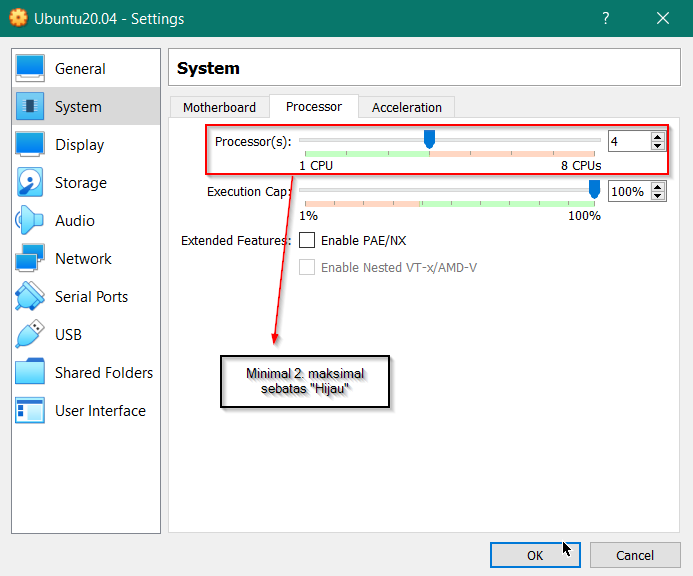 Ubuntu20.04 - Settings
?
General
System
Display
Storage
Audio
Network
Serial Ports
USB
Shared Folders
User Interface
System
Motherboard
Processor
Acceleration
Processor(s):
4
1 CPU
8 CPUs
Execution Cap:
100%
1%
100%
Extended Features:
Enable PAE/NX
Enable Nested VT-x/AMD-V
Minimal 2. maksimal
sebatas "Hijau"
OK
Cancel